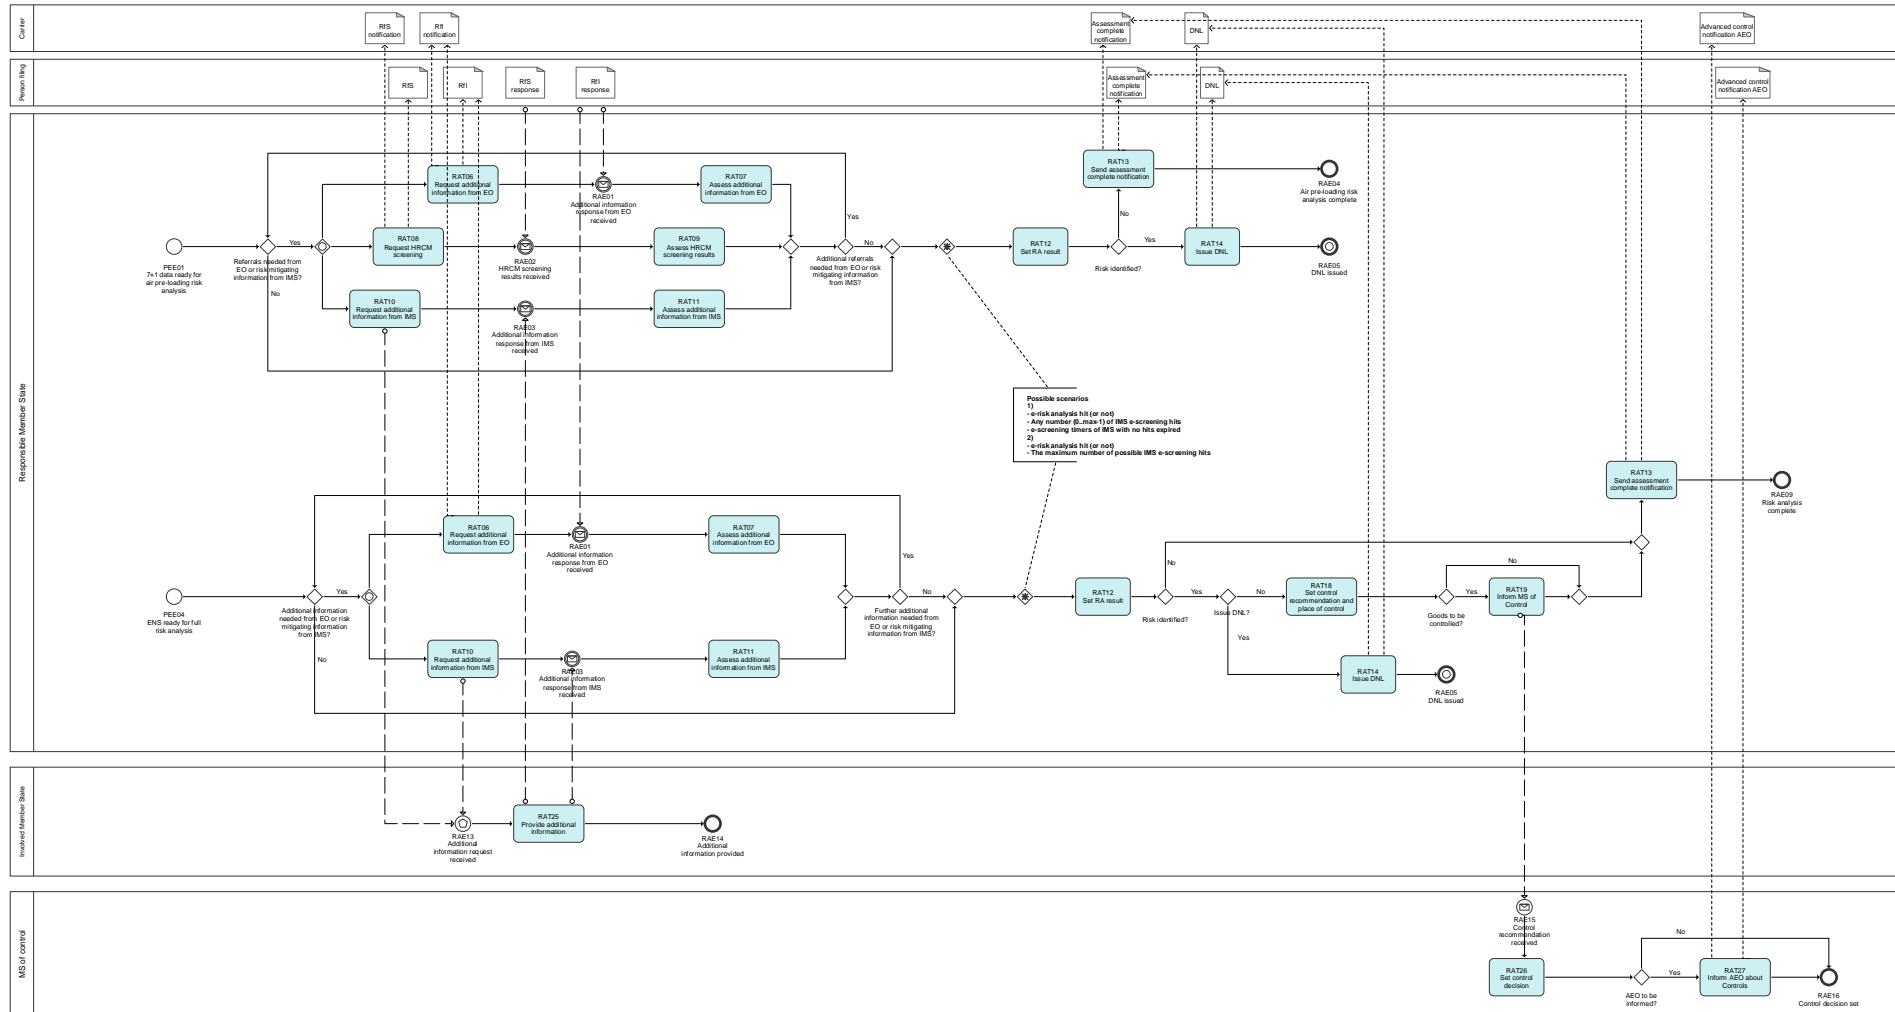 Carrier
RfS
notification
RfI
notification
Assessment
complete
notification
DNL
Advanced control
notification AEO
Person filing
RfS
RfI
RfS
response
RfI
response
Assessment
complete
notification
DNL
Advanced control
notification AEO
Responsible Member State
PEE01
7+1 data ready for
air pre-loading risk
analysis
Referrals needed from
EO or risk mitigating
information from IMS?
Yes
No
RAT06
Request additional
information from EO
RAE01
Additional information
response from EO
received
RAT07
Assess additional
information from EO
RAT08
Request HRCM
screening
RAE02
HRCM screening
results received
RAT09
Assess HRCM
screening results
RAT10
Request additional
information from IMS
RAE03
Additional information
response from IMS
received
RAT11
Assess additional
information from IMS
Yes
No
Additional referrals
needed from EO or risk
mitigating information
from IMS?
RAT12
Set RA result
Risk identified?
No
Yes
RAT13
Send assessment
complete notification
RAE04
Air pre-loading risk
analysis complete
RAT14
Issue DNL
RAE05
DNL issued
Possible scenarios
1)
- e-risk analysis hit (or not)
- Any number (0..max-1) of IMS e-screening hits
- e-screening timers of IMS with no hits expired
2)
- e-risk analysis hit (or not)
- The maximum number of possible IMS e-screening hits
PEE04
ENS ready for full
risk analysis
Additional information
needed from EO or risk
mitigating information
from IMS?
Yes
No
RAT06
Request additional
information from EO
RAE01
Additional information
response from EO
received
RAT07
Assess additional
information from EO
RAT10
Request additional
information from IMS
RAE03
Additional information
response from IMS
received
RAT11
Assess additional
information from IMS
Yes
No
Further additional
information needed from
EO or risk mitigating
information from IMS?
RAT12
Set RA result
Risk identified?
No
Yes
Issue DNL?
No
Yes
RAT18
Set control
recommendation and
place of control
RAT14
Issue DNL
RAE05
DNL issued
Goods to be
controlled?
No
Yes
RAT19
Inform MS of
Control
RAT13
Send assessment
complete notification
RAE09
Risk analysis
complete
Involved Member State
RAE13
Additional
information request
received
RAT25
Provide additional
information
RAE14
Additional
information provided
MS of control
RAE15
Control
recommendation
received
RAT26
Set control
decision
AEO to be
informed?
No
Yes
RAT27
Inform AEO about
Controls
RAE16
Control decision set